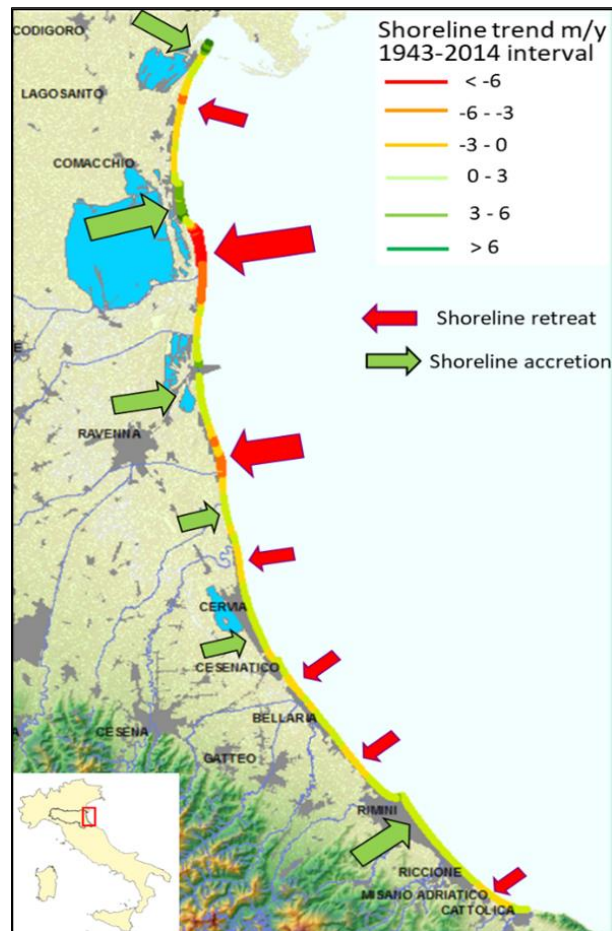 CODIGORO
LAGOSANTO
COMACCHIO
RAVENNA
CERVIA
CESENATICO
BELLARIA
CESENA
GATTEO
RIMINI
RICCIONE
MISANO ADRIATICO
CATTOLICA
Shoreline trend m/y
1943-2014 interval
< -6
-6 - -3
-3 - 0
0 - 3
3 - 6
> 6
Shoreline retreat
Shoreline accretion